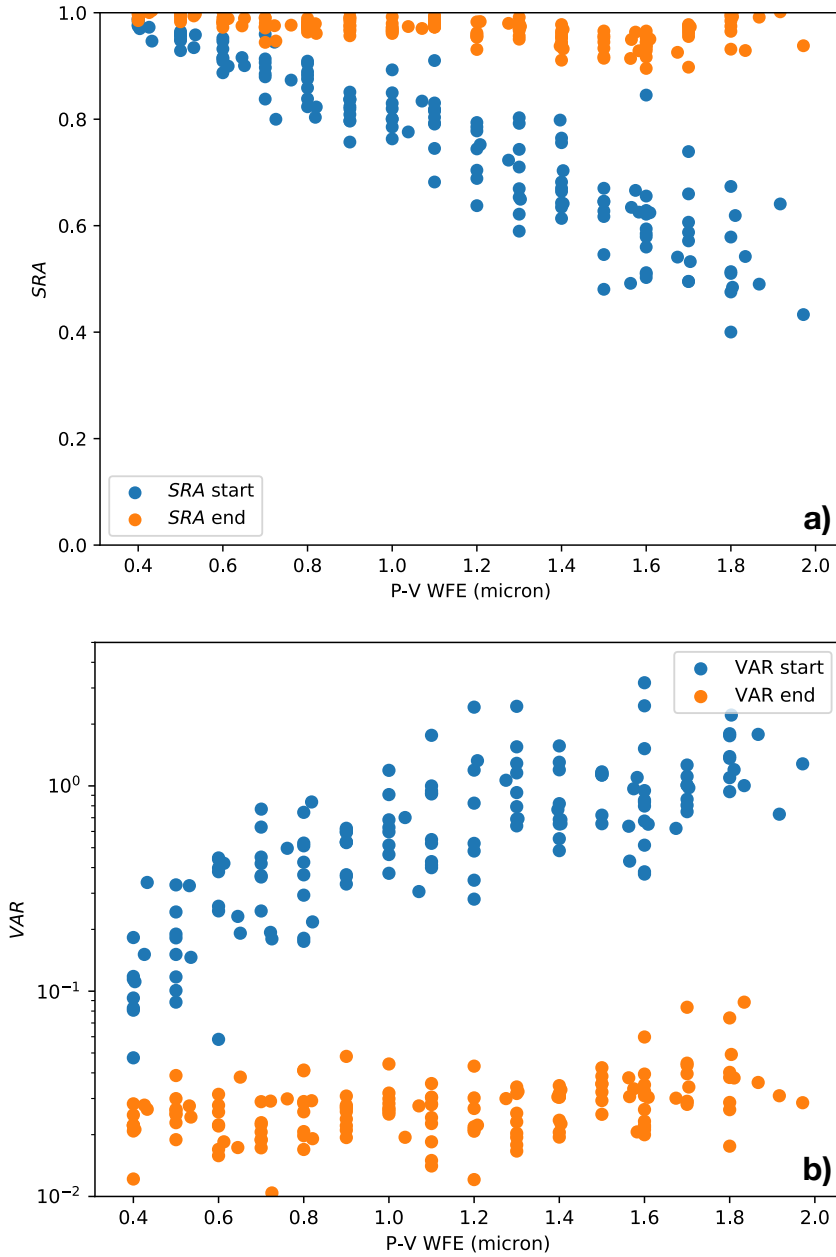 1.0
0.8
0.6
0.4
0.2
0.0
SRA
SRA start
SRA end
a)
0.4 0.6 0.8 1.0 1.2 1.4 1.6 1.8 2.0
P-V WFE (micron)
VAR start
VAR end
10⁰
10⁻¹
10⁻²
VAR
b)
0.4 0.6 0.8 1.0 1.2 1.4 1.6 1.8 2.0
P-V WFE (micron)